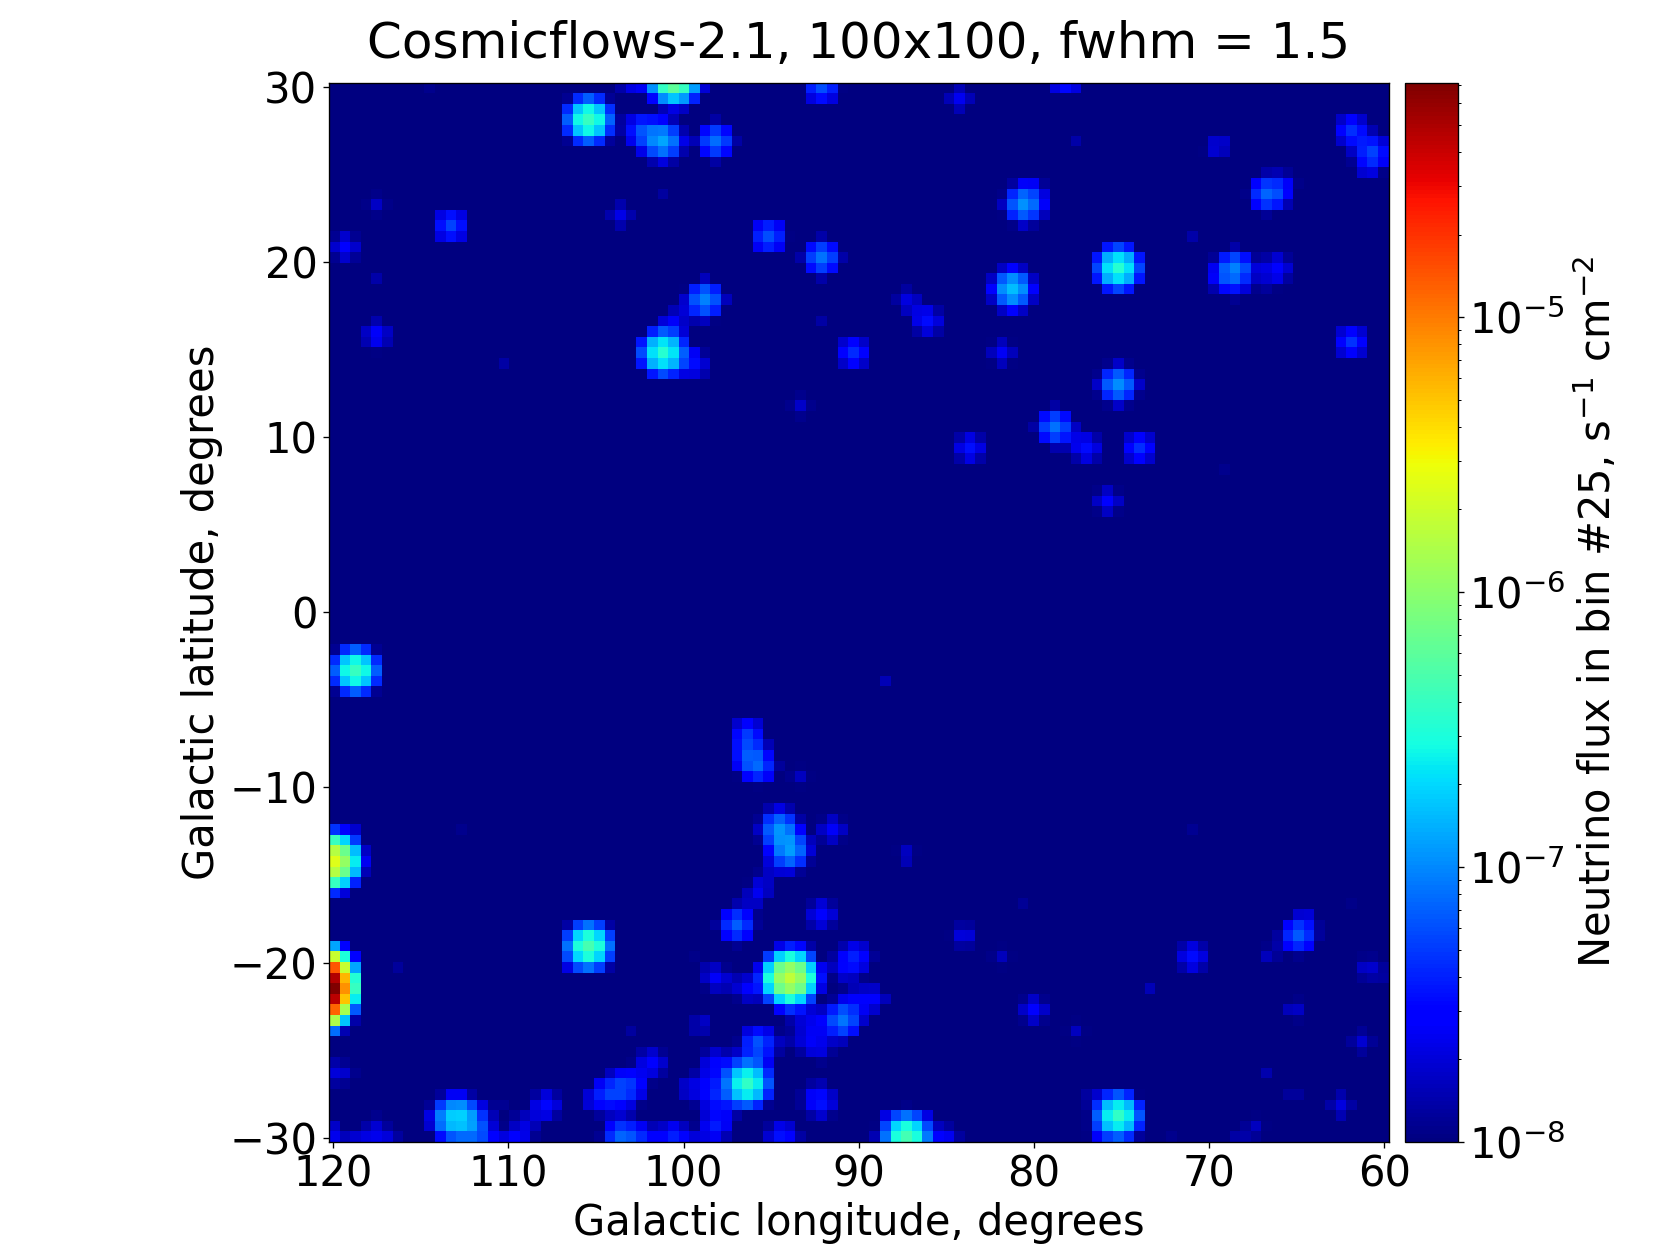 Cosmicflows-2.1, 100x100, fwhm = 1.5
30
20
10
0
−10
−20
−30
Galactic latitude, degrees
120 110 100 90 80 70 60
Galactic longitude, degrees
10⁻⁵
10⁻⁶
10⁻⁷
10⁻⁸
Neutrino flux in bin #25, s⁻¹ cm⁻²